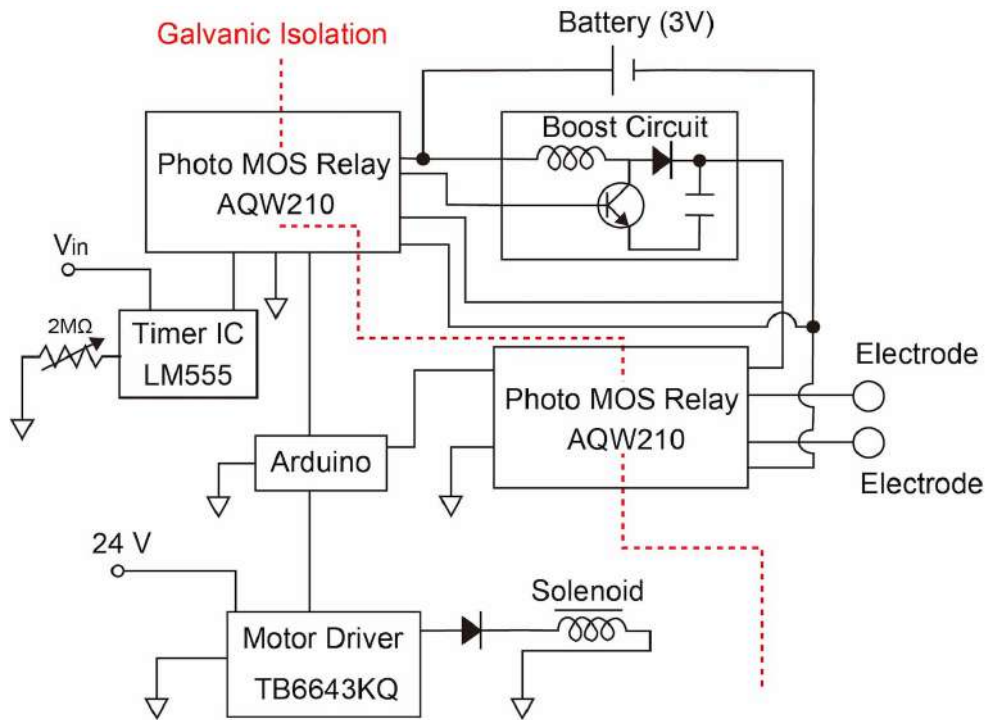 Galvanic Isolation
Battery (3V)
Photo MOS Relay
AQW210
Boost Circuit
Vin
2MΩ
Timer IC
LM555
Electrode
Photo MOS Relay
AQW210
Arduino
Electrode
24 V
Motor Driver
TB6643KQ
Solenoid